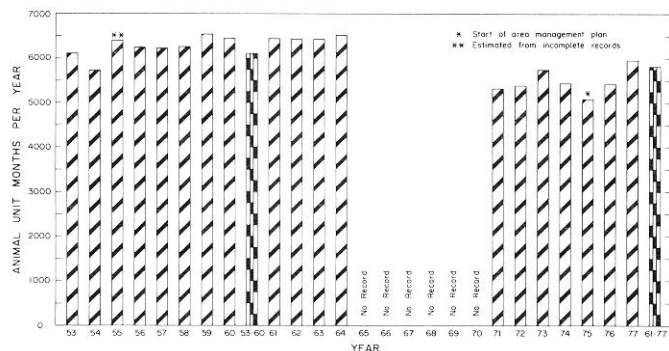 * Start of area management plan
** Estimated from incomplete records
ANIMAL UNIT MONTHS PER YEAR
7000
6000
5000
4000
3000
2000
1000
0
**
*
No Record
No Record
No Record
No Record
No Record
No Record
53 54 55 56 57 58 59 60 53-60 61 62 63 64 65 66 67 68 69 70 71 72 73 74 75 76 77 61-77
YEAR